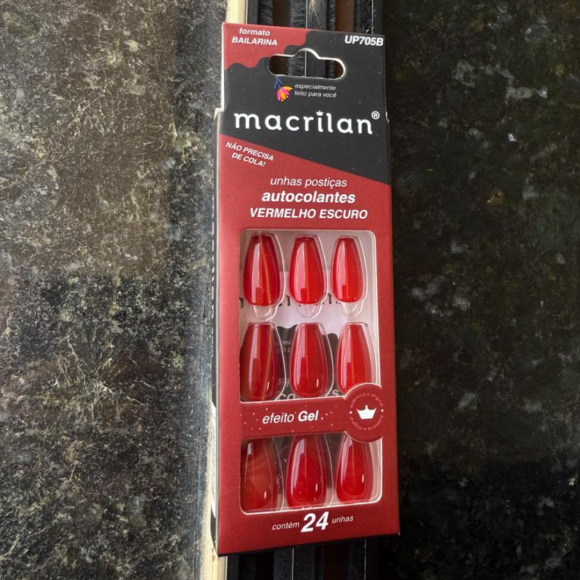 formato
BAILARINA
UP705B
especialmente
feito para você
macrilan®
NÃO PRECISA
DE COLA!
unhas postiças
autocolantes
VERMELHO ESCURO
efeito Gel
contém 24 unhas